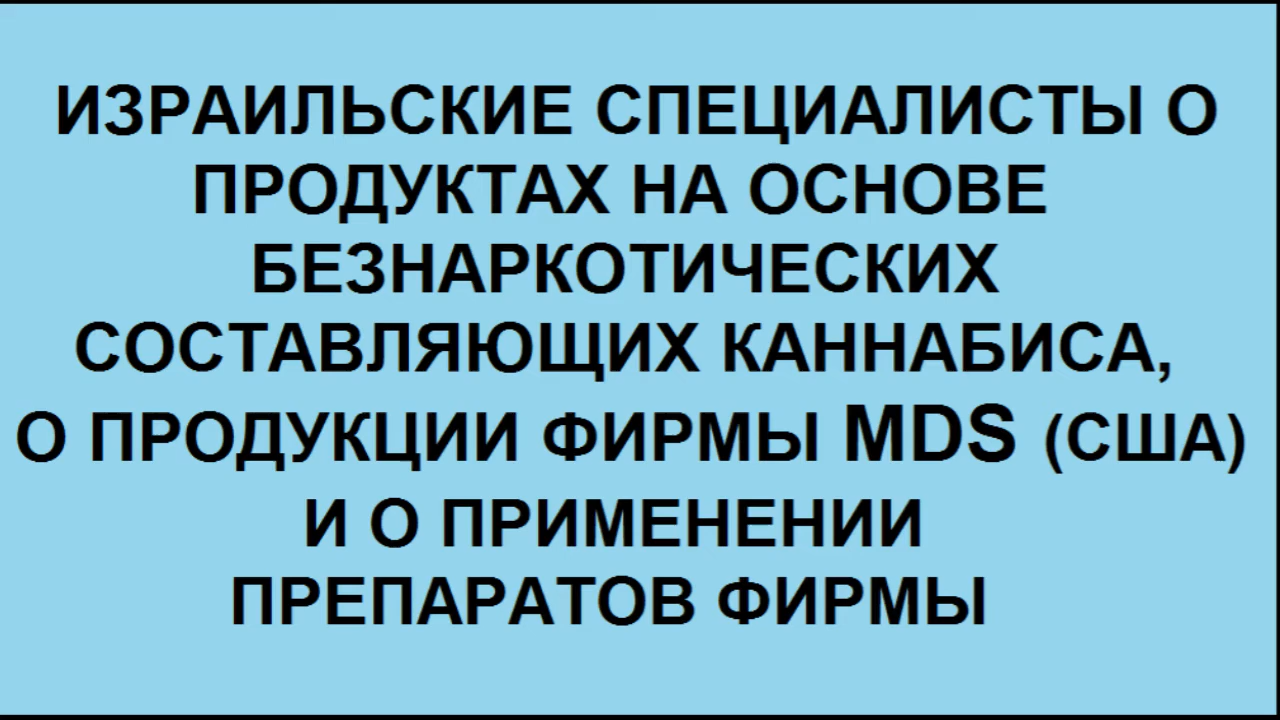 ИЗРАИЛЬСКИЕ СПЕЦИАЛИСТЫ О
ПРОДУКТАХ НА ОСНОВЕ
БЕЗНАРКОТИЧЕСКИХ
СОСТАВЛЯЮЩИХ КАННАБИСА,
О ПРОДУКЦИИ ФИРМЫ MDS (США)
И О ПРИМЕНЕНИИ
ПРЕПАРАТОВ ФИРМЫ